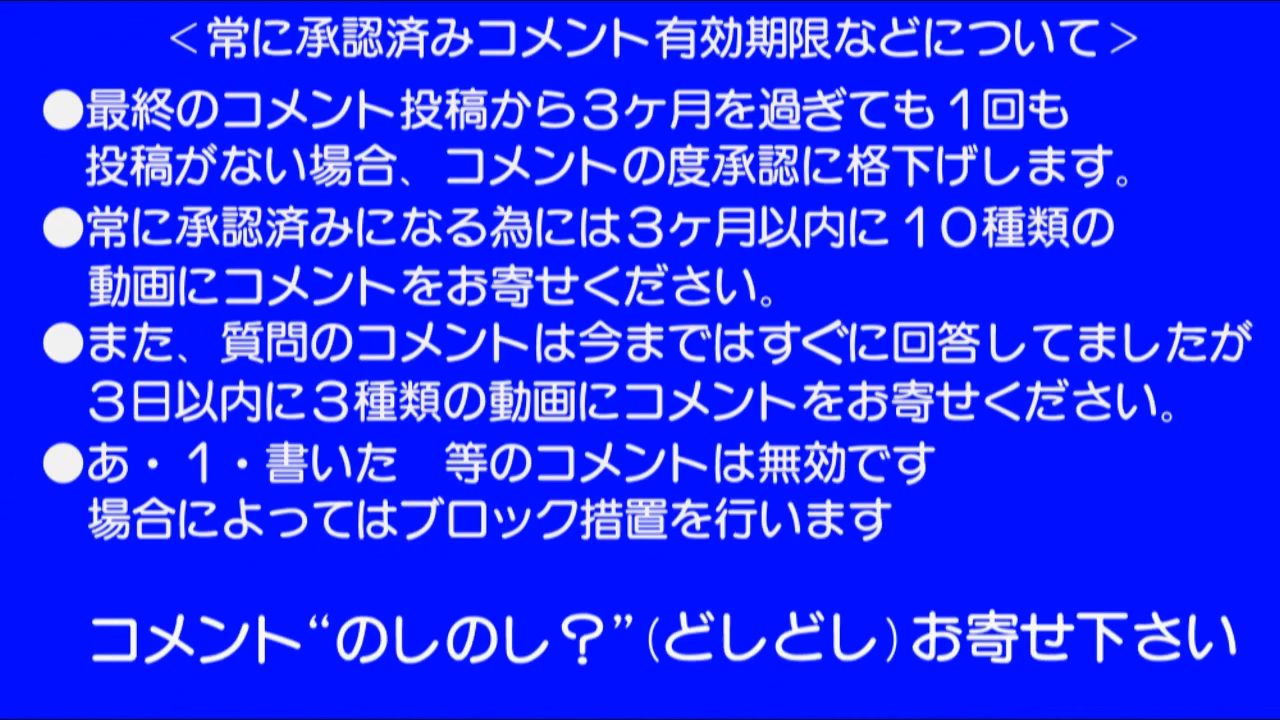 ＜常に承認済みコメント有効期限などについて＞
●最終のコメント投稿から３ヶ月を過ぎても１回も
投稿がない場合、コメントの度承認に格下げします。
●常に承認済みになる為には３ヶ月以内に１０種類の
動画にコメントをお寄せください。
●また、質問のコメントは今まではすぐに回答してましたが
３日以内に３種類の動画にコメントをお寄せください。
●あ・１・書いた　等のコメントは無効です
場合によってはブロック措置を行います
コメント“のしのし？”（どしどし）お寄せ下さい